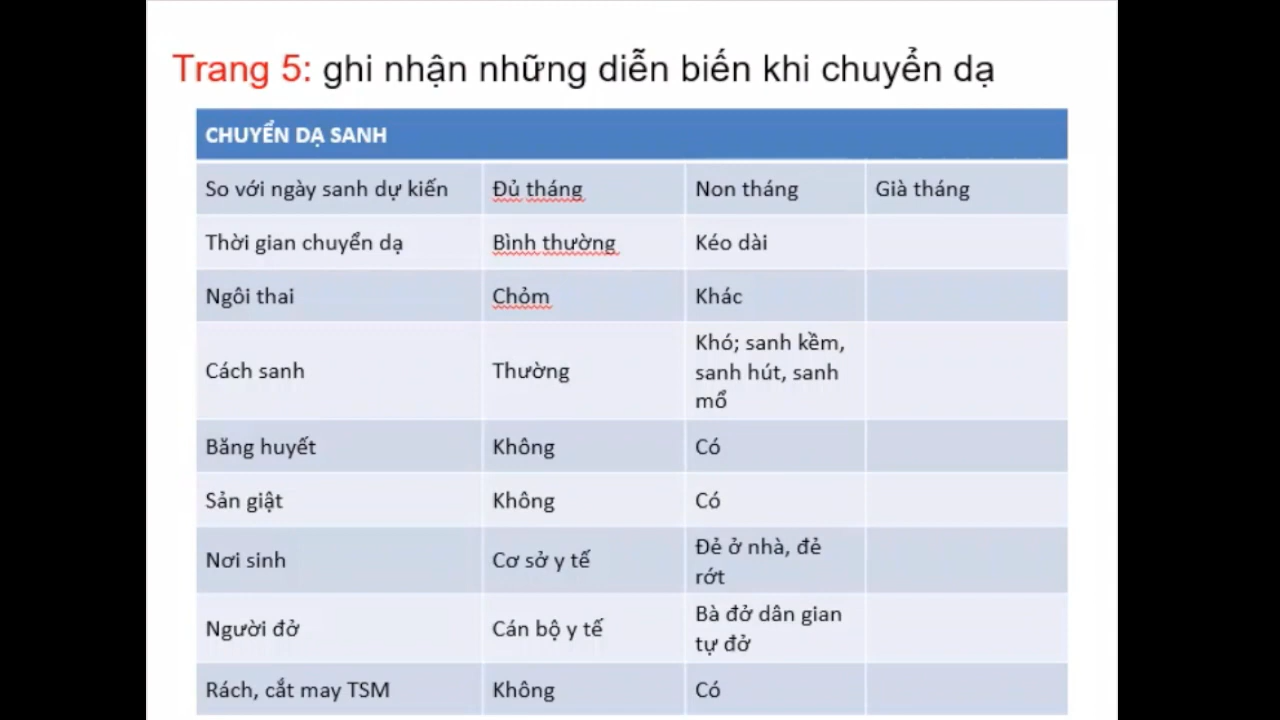 Trang 5: ghi nhận những diễn biến khi chuyển dạ
CHUYỂN DẠ SANH
So với ngày sanh dự kiến Đủ tháng Non tháng Già tháng
Thời gian chuyển dạ Bình thường Kéo dài
Ngôi thai Chỏm Khác
Cách sanh Thường Khó; sanh kềm,
sanh hút, sanh
mổ
Băng huyết Không Có
Sản giật Không Có
Nơi sinh Cơ sở y tế Đẻ ở nhà, đẻ
rớt
Người đở Cán bộ y tế Bà đở dân gian
tự đở
Rách, cắt may TSM Không Có